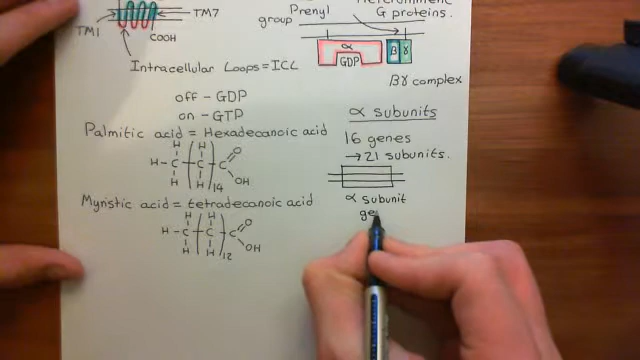 TM1
TM7
COOH
Intracellular Loops = ICL
Prenyl
group
G proteins.
α
GDP
β
γ
βγ complex
off - GDP
on - GTP
Palmitic acid = Hexadecanoic acid
H
H
H - C - C - C
O
OH
H
H
14
Myristic acid = tetradecanoic acid
H
H
H - C - C - C
O
OH
H
H
12
α subunits
16 genes
→ 21 subunits.
α subunit
ge